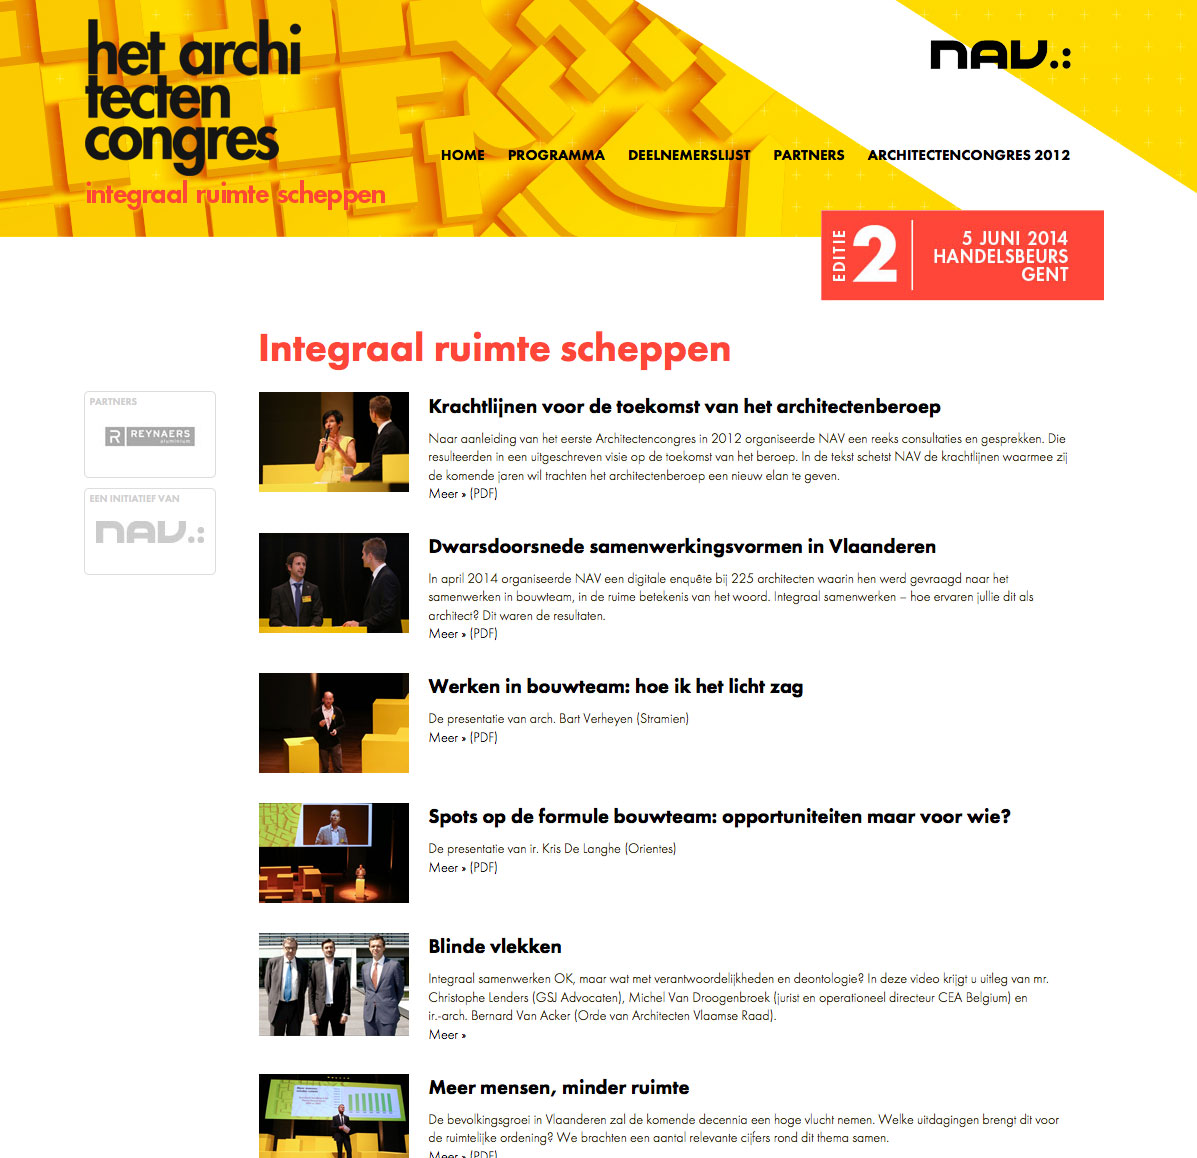 het archi
tecten
congres
integraal ruimte scheppen
NAV.:
HOME PROGRAMMA DEELNEMERSLIJST PARTNERS ARCHITECTENCONGRES 2012
EDITIE 2
5 JUNI 2014
HANDELSBEURS
GENT
Integraal ruimte scheppen
PARTNERS
R REYNAERS
aluminium
EEN INITIATIEF VAN
NAV.:
Krachtlijnen voor de toekomst van het architectenberoep
Naar aanleiding van het eerste Architectencongres in 2012 organiseerde NAV een reeks consultaties en gesprekken. Die
resulteerden in een uitgeschreven visie op de toekomst van het beroep. In de tekst schetst NAV de krachtlijnen waarmee zij
de komende jaren wil trachten het architectenberoep een nieuw elan te geven.
Meer » (PDF)
Dwarsdoorsnede samenwerkingsvormen in Vlaanderen
In april 2014 organiseerde NAV een digitale enquête bij 225 architecten waarin hen werd gevraagd naar het
samenwerken in bouwteam, in de ruime betekenis van het woord. Integraal samenwerken – hoe ervaren jullie dit als
architect? Dit waren de resultaten.
Meer » (PDF)
Werken in bouwteam: hoe ik het licht zag
De presentatie van arch. Bart Verheyen (Stramien)
Meer » (PDF)
Spots op de formule bouwteam: opportuniteiten maar voor wie?
De presentatie van ir. Kris De Langhe (Orientes)
Meer » (PDF)
Blinde vlekken
Integraal samenwerken OK, maar wat met verantwoordelijkheden en deontologie? In deze video krijgt u uitleg van mr.
Christophe Lenders (GSJ Advocaten), Michel Van Droogenbroek (jurist en operationeel directeur CEA Belgium) en
ir.-arch. Bernard Van Acker (Orde van Architecten Vlaamse Raad).
Meer »
Meer mensen, minder ruimte
De bevolkingsgroei in Vlaanderen zal de komende decennia een hoge vlucht nemen. Welke uitdagingen brengt dit voor
de ruimtelijke ordening? We brachten een aantal relevante cijfers rond dit thema samen.
Meer » (PDF)